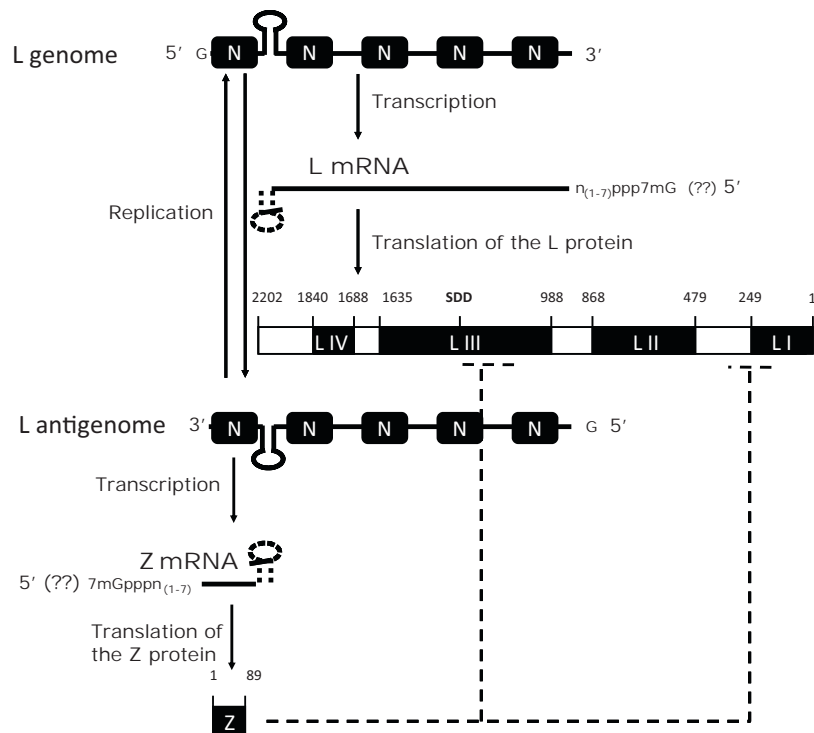 L genome 5′ G N N N N N 3′
Transcription
L mRNA
n(1-7)ppp7mG (??) 5′
Replication
Translation of the L protein
2202 1840 1688 1635 SDD 988 868 479 249 1
L IV L III L II L I
L antigenome 3′ N N N N N G 5′
Transcription
Z mRNA
5′ (??) 7mGpppn(1-7)
Translation of
the Z protein
1 89
Z